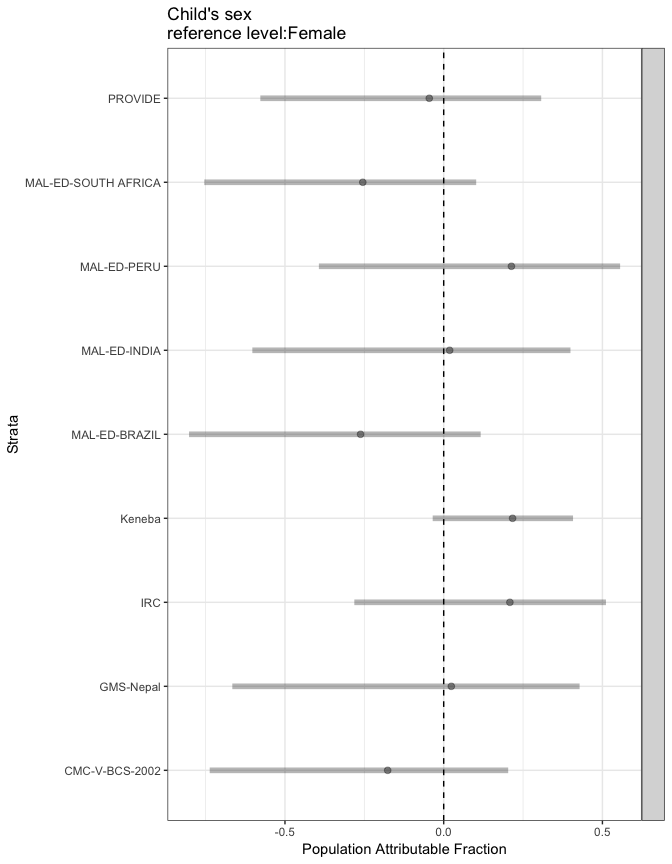 Child's sex
reference level:Female
PROVIDE
MAL-ED-SOUTH AFRICA
MAL-ED-PERU
MAL-ED-INDIA
MAL-ED-BRAZIL
Keneba
IRC
GMS-Nepal
CMC-V-BCS-2002
Strata
-0.5
0.0
0.5
Population Attributable Fraction